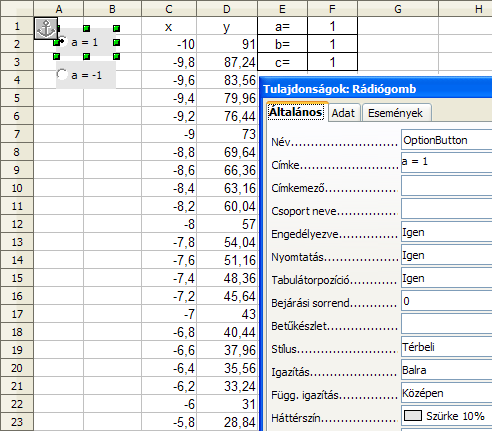 A B C D E F G H
1 x y a= 1
2 a = 1 -10 91 b= 1
3 -9,8 87,24 c= 1
4 a = -1 -9,6 83,56
5 -9,4 79,96
6 -9,2 76,44
7 -9 73
8 -8,8 69,64
9 -8,6 66,36
10 -8,4 63,16
11 -8,2 60,04
12 -8 57
13 -7,8 54,04
14 -7,6 51,16
15 -7,4 48,36
16 -7,2 45,64
17 -7 43
18 -6,8 40,44
19 -6,6 37,96
20 -6,4 35,56
21 -6,2 33,24
22 -6 31
23 -5,8 28,84
Tulajdonságok: Rádiógomb
Általános Adat Események
Név OptionButton
Címke a = 1
Címkemező
Csoport neve
Engedélyezve Igen
Nyomtatás Igen
Tabulátorpozíció Igen
Bejárási sorrend 0
Betűkészlet
Stílus Térbeli
Igazítás Balra
Függ. igazítás Középen
Háttérszín Szürke 10%